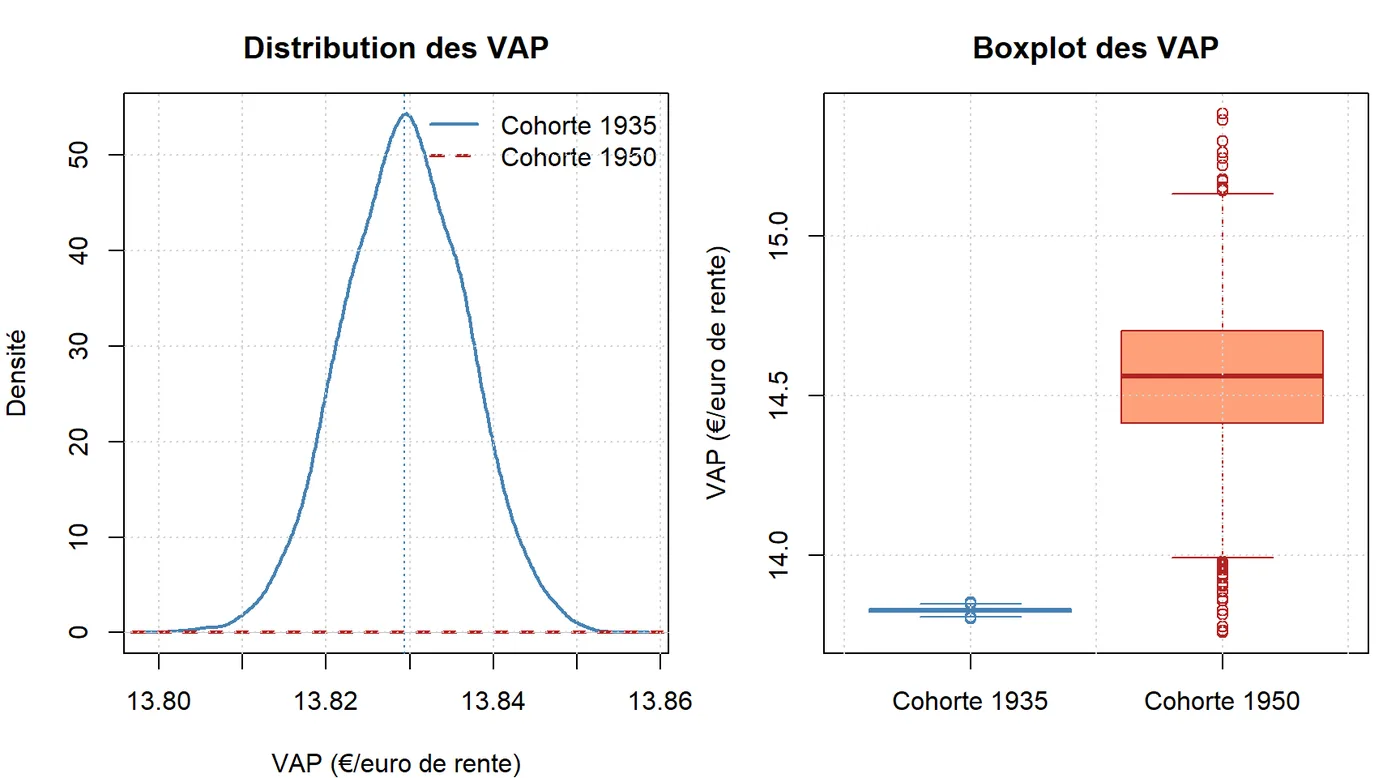 Distribution des VAP
Cohorte 1935
Cohorte 1950
Densité
50
40
30
20
10
0
13.80 13.82 13.84 13.86
VAP (€/euro de rente)
Boxplot des VAP
VAP (€/euro de rente)
15.0
14.5
14.0
Cohorte 1935 Cohorte 1950